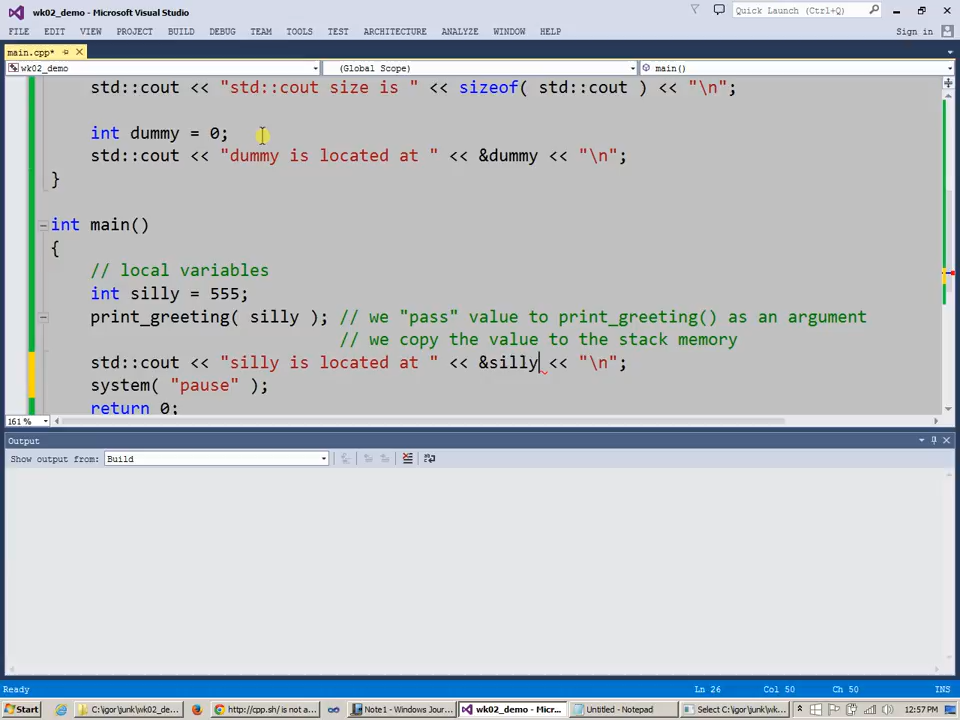 wk02_demo - Microsoft Visual Studio
Quick Launch (Ctrl+Q)
FILE EDIT VIEW PROJECT BUILD DEBUG TEAM TOOLS TEST ARCHITECTURE ANALYZE WINDOW HELP Sign in
main.cpp*
wk02_demo (Global Scope) main()
std::cout << "std::cout size is " << sizeof( std::cout ) << "\n";
int dummy = 0;
std::cout << "dummy is located at " << &dummy << "\n";
}
int main()
{
// local variables
int silly = 555;
print_greeting( silly ); // we "pass" value to print_greeting() as an argument
// we copy the value to the stack memory
std::cout << "silly is located at " << &silly << "\n";
system( "pause" );
return 0;
161 %
Output
Show output from: Build
Ready Ln 26 Col 50 Ch 50 INS
Start C:\igor\junk\wk02_de... http://cpp.sh/ is not a... Note1 - Windows Jour... wk02_demo - Micr... Untitled - Notepad Select C:\igor\junk\wk... 12:57 PM